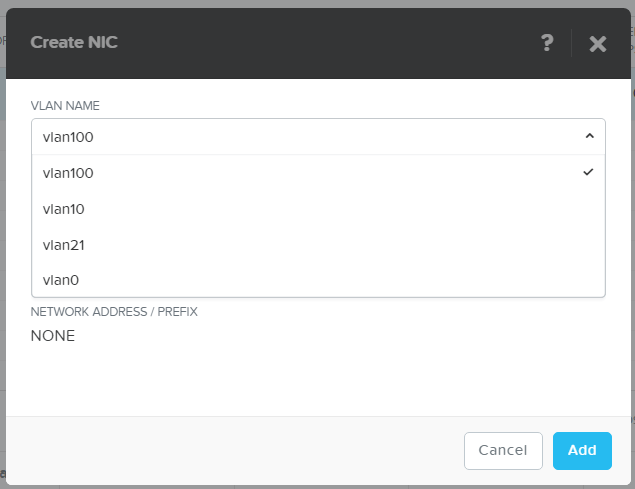 Create NIC
?
VLAN NAME
vlan100
vlan100
vlan10
vlan21
vlan0
NETWORK ADDRESS / PREFIX
NONE
Cancel
Add